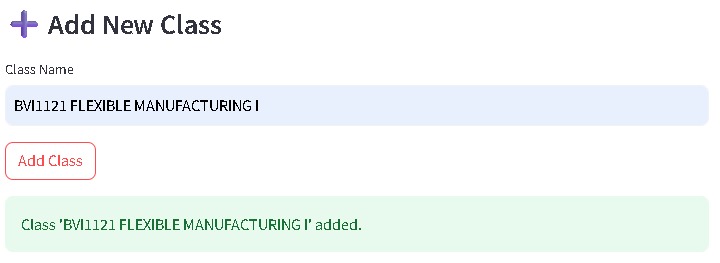 Add New Class
Class Name
BVI1121 FLEXIBLE MANUFACTURING I
Add Class
Class 'BVI1121 FLEXIBLE MANUFACTURING I' added.